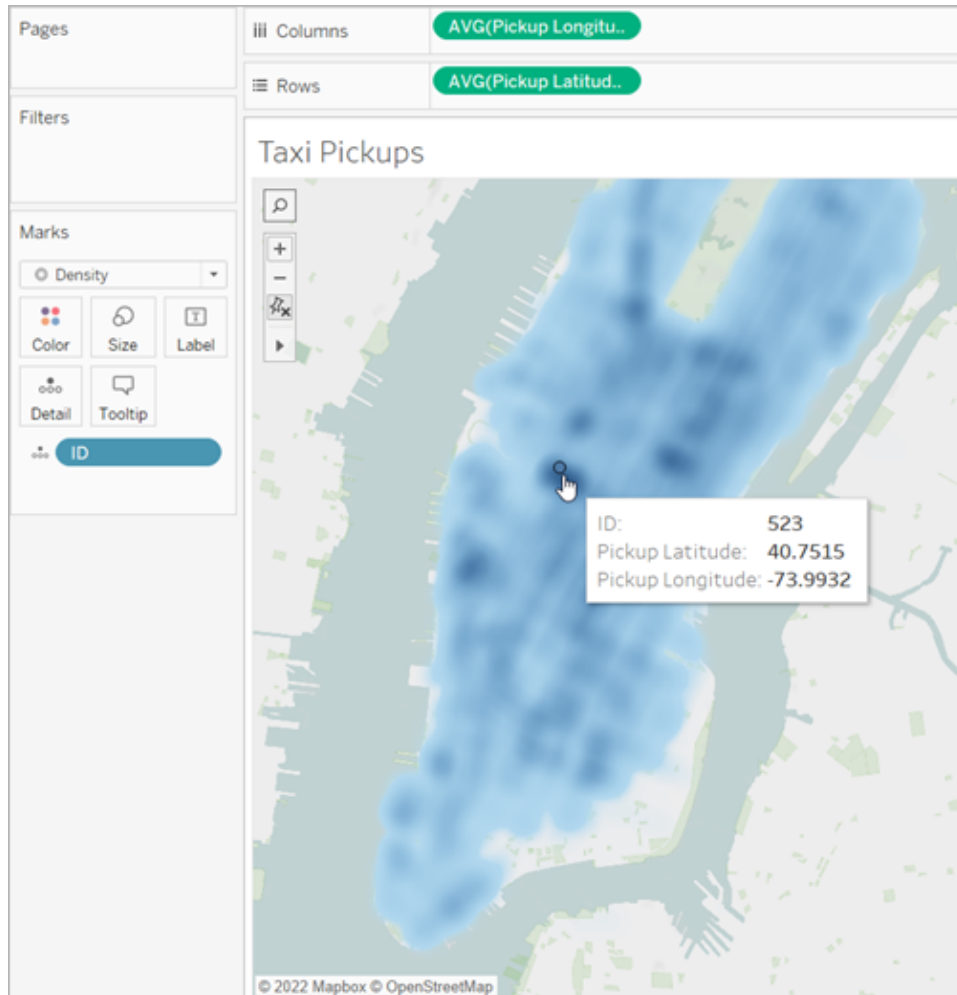 Pages
iii Columns
AVG(Pickup Longitu..
Rows
AVG(Pickup Latitud..
Filters
Taxi Pickups
Marks
Density
Color
Size
Label
Detail
Tooltip
ID
ID: 523
Pickup Latitude: 40.7515
Pickup Longitude: -73.9932
© 2022 Mapbox © OpenStreetMap